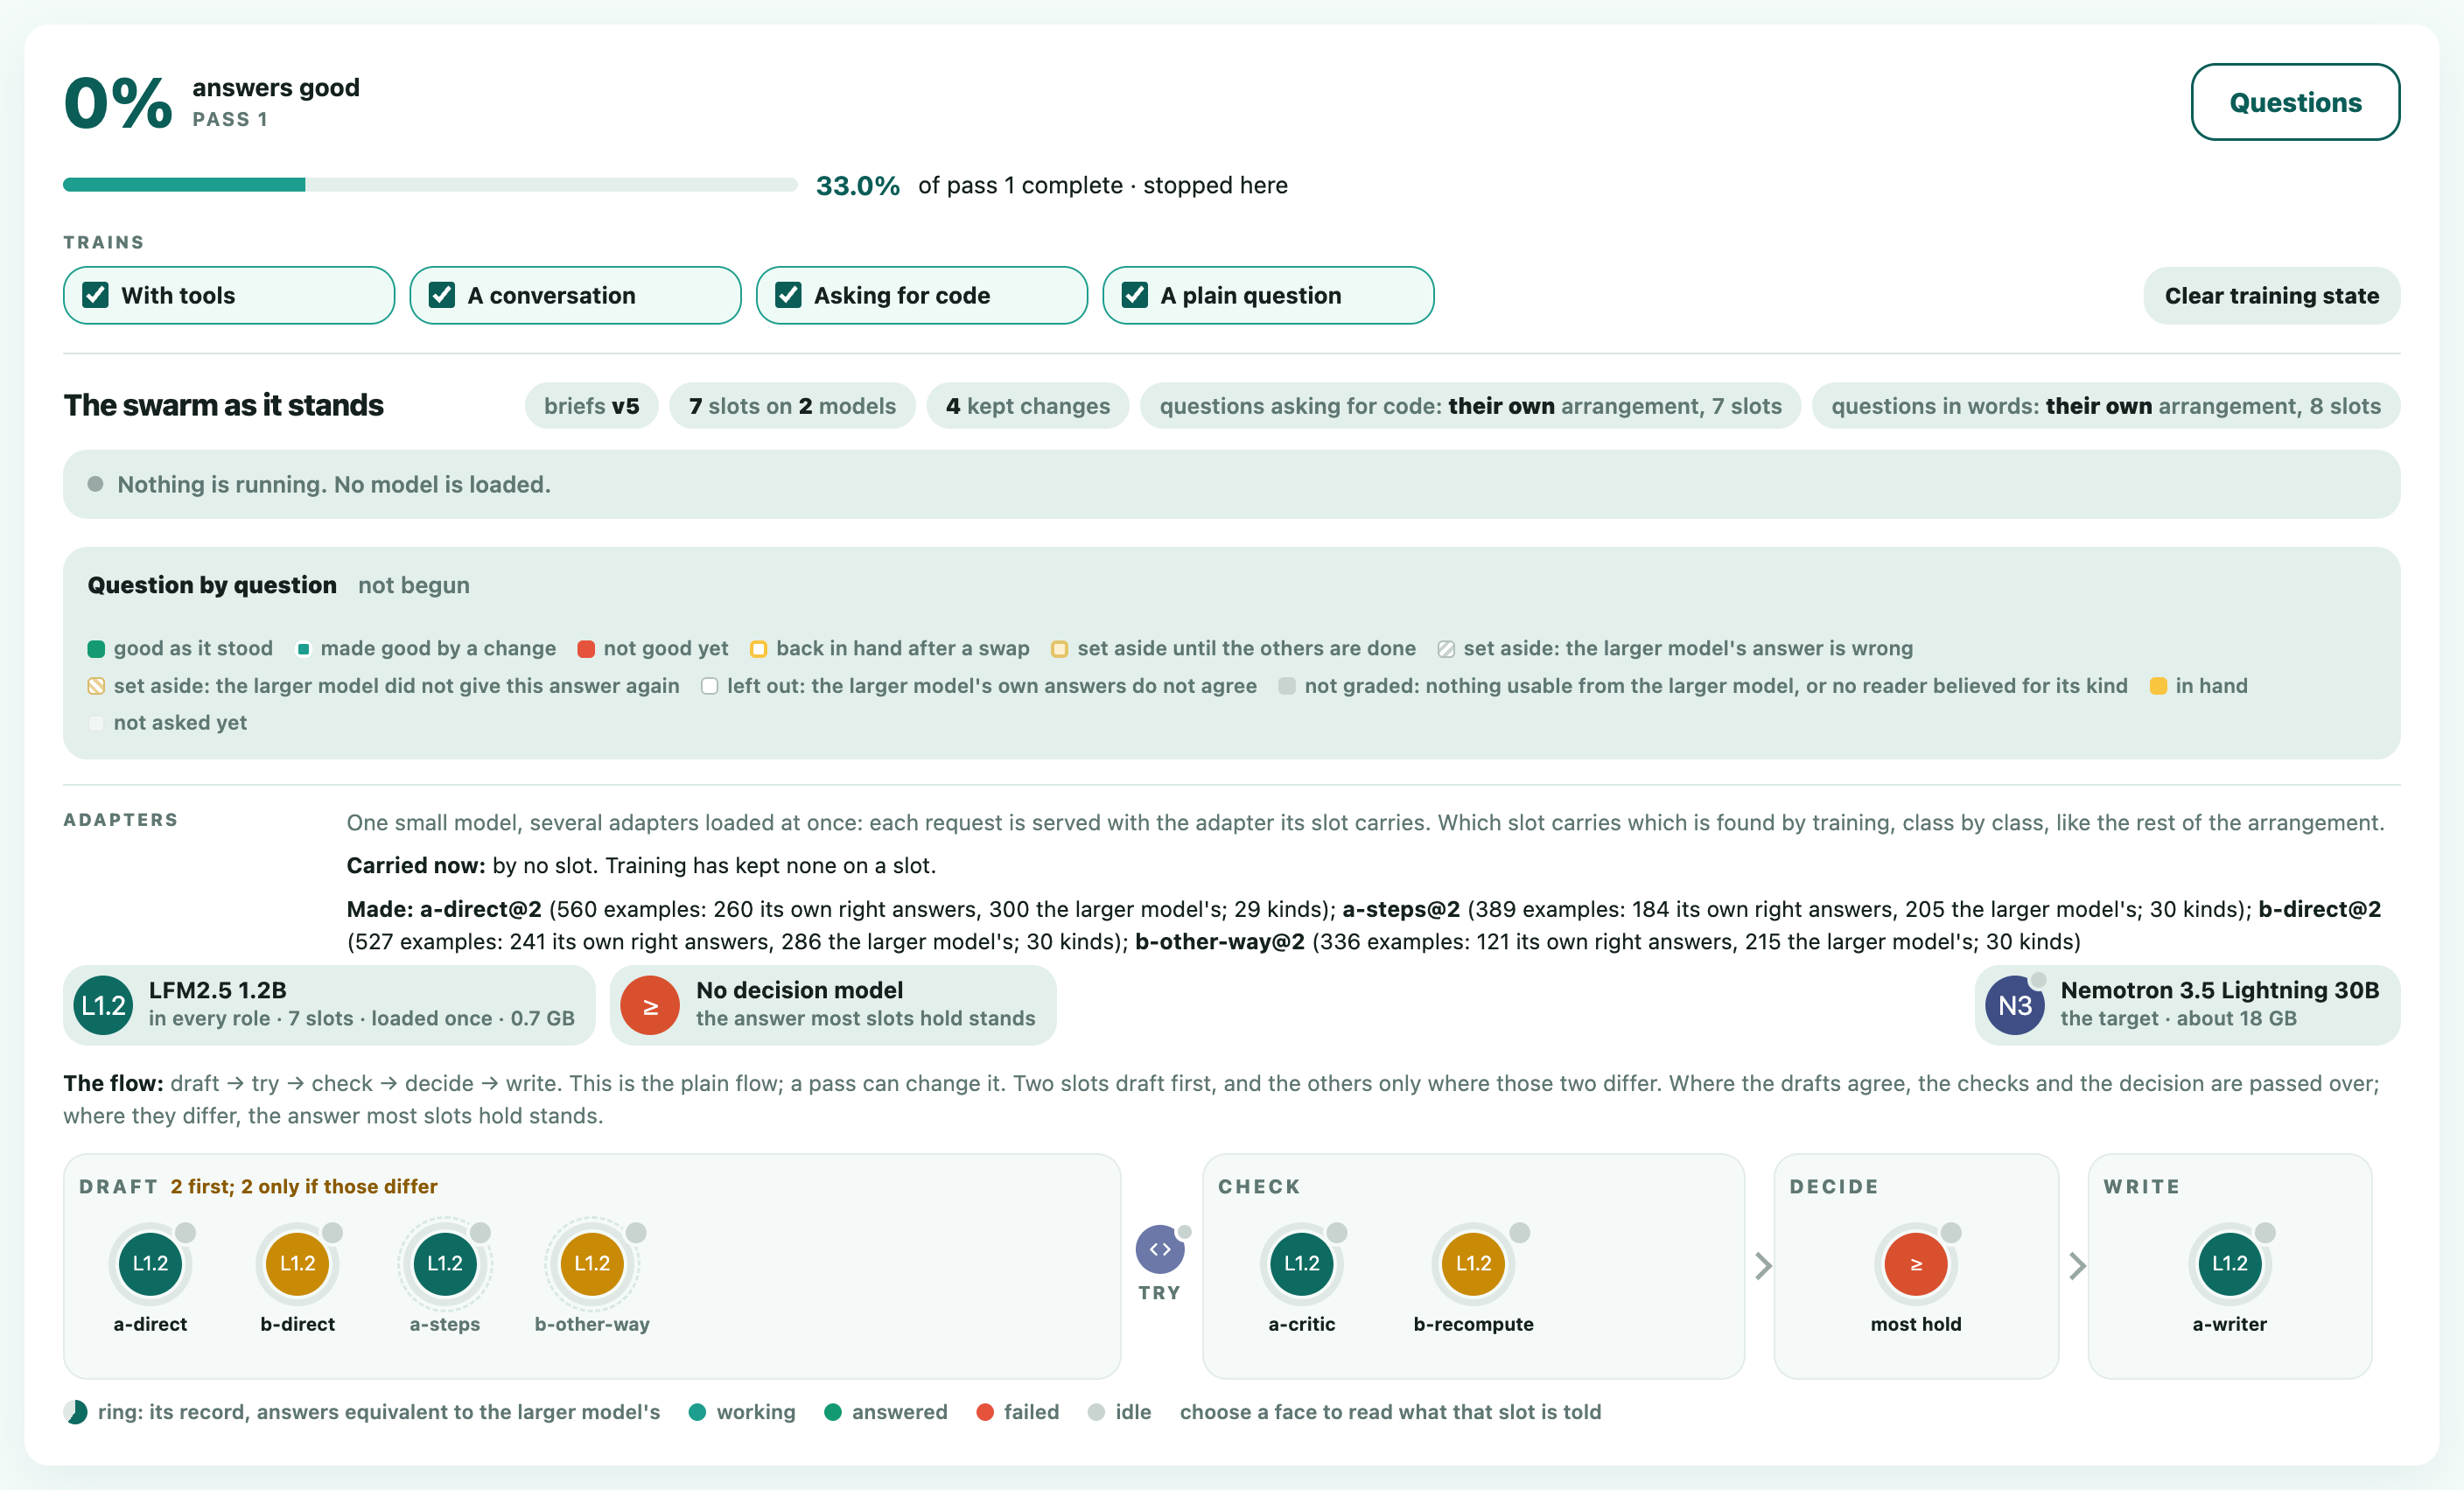 0% answers good
PASS 1
Questions
33.0% of pass 1 complete · stopped here
TRAINS
With tools
A conversation
Asking for code
A plain question
Clear training state
The swarm as it stands
briefs v5
7 slots on 2 models
4 kept changes
questions asking for code: their own arrangement, 7 slots
questions in words: their own arrangement, 8 slots
Nothing is running. No model is loaded.
Question by question not begun
good as it stood made good by a change not good yet back in hand after a swap set aside until the others are done set aside: the larger model's answer is wrong
set aside: the larger model did not give this answer again left out: the larger model's own answers do not agree not graded: nothing usable from the larger model, or no reader believed for its kind in hand
not asked yet
ADAPTERS
One small model, several adapters loaded at once: each request is served with the adapter its slot carries. Which slot carries which is found by training, class by class, like the rest of the arrangement.
Carried now: by no slot. Training has kept none on a slot.
Made: a-direct@2 (560 examples: 260 its own right answers, 300 the larger model's; 29 kinds); a-steps@2 (389 examples: 184 its own right answers, 205 the larger model's; 30 kinds); b-direct@2
(527 examples: 241 its own right answers, 286 the larger model's; 30 kinds); b-other-way@2 (336 examples: 121 its own right answers, 215 the larger model's; 30 kinds)
L1.2 LFM2.5 1.2B
in every role · 7 slots · loaded once · 0.7 GB
≥ No decision model
the answer most slots hold stands
N3 Nemotron 3.5 Lightning 30B
the target · about 18 GB
The flow: draft → try → check → decide → write. This is the plain flow; a pass can change it. Two slots draft first, and the others only where those two differ. Where the drafts agree, the checks and the decision are passed over;
where they differ, the answer most slots hold stands.
DRAFT 2 first; 2 only if those differ
L1.2 L1.2 L1.2 L1.2
a-direct b-direct a-steps b-other-way
<> 
TRY
CHECK
L1.2 L1.2
a-critic b-recompute
DECIDE
≥
most hold
WRITE
L1.2
a-writer
ring: its record, answers equivalent to the larger model's working answered failed idle choose a face to read what that slot is told